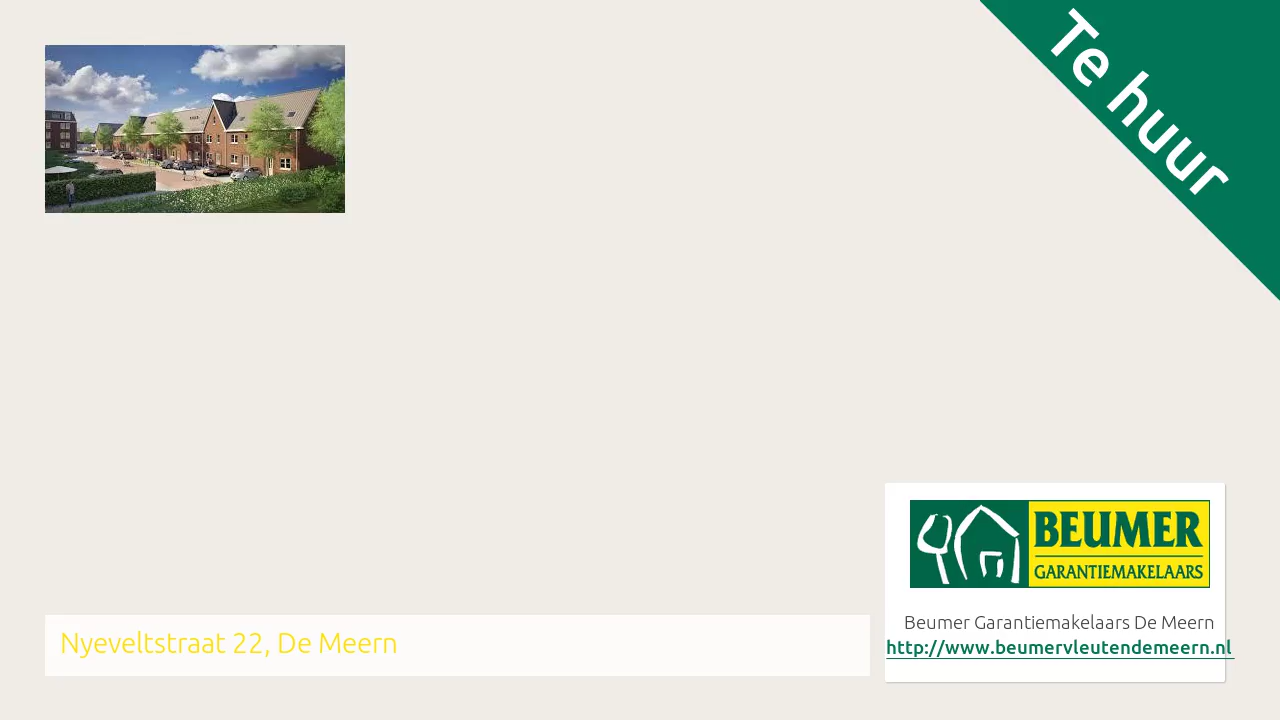 Te huur
BEUMER
GARANTIEMAKELAARS
Beumer Garantiemakelaars De Meern
http://www.beumervleutendemeern.nl
Nyeveltstraat 22, De Meern